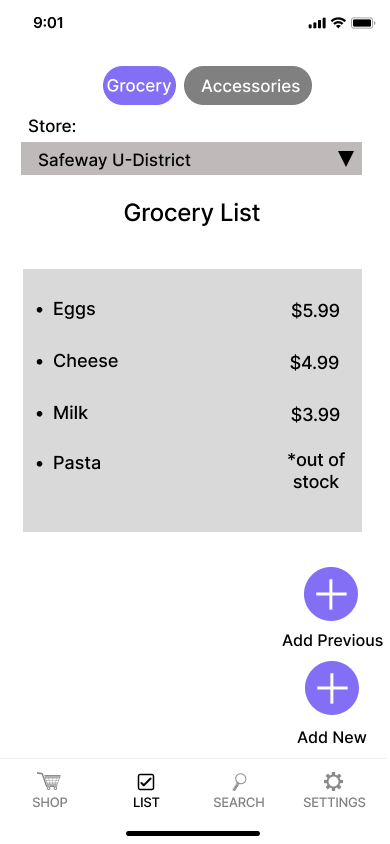 9:01
Grocery
Accessories
Store:
Safeway U-District
Grocery List
• Eggs $5.99
• Cheese $4.99
• Milk $3.99
• Pasta *out of
stock
Add Previous
Add New
SHOP LIST SEARCH SETTINGS